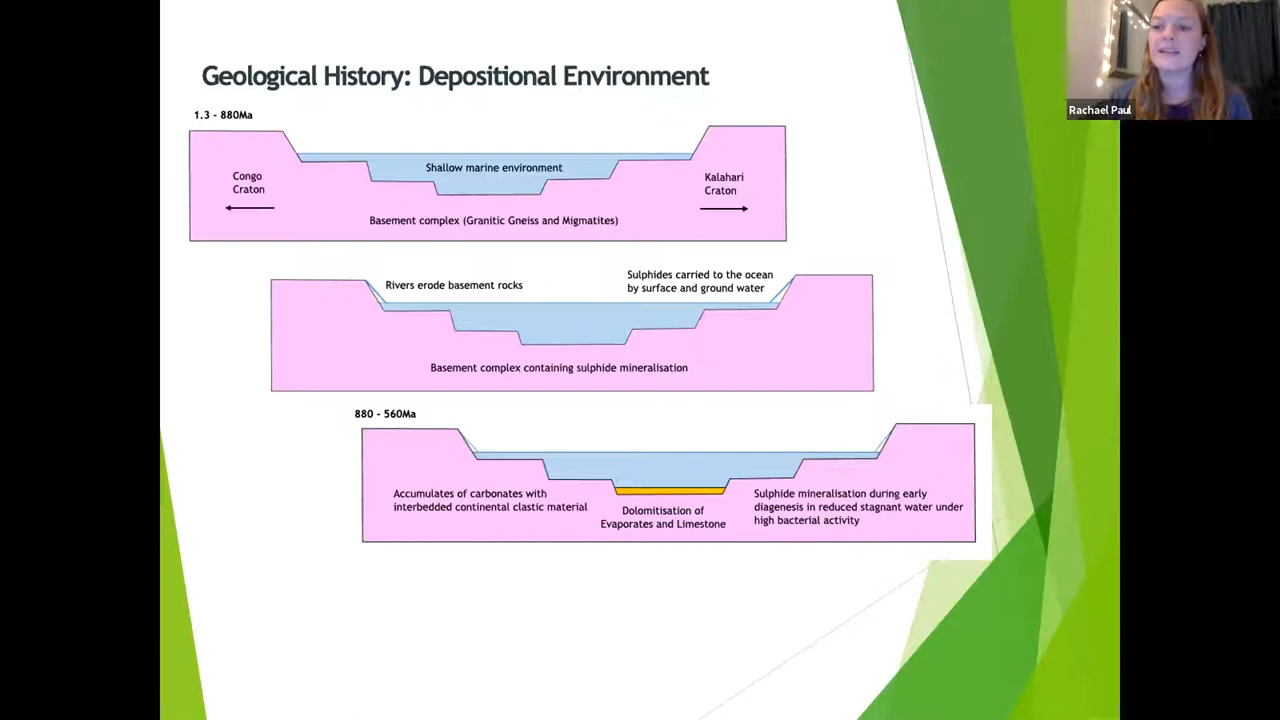 Geological History: Depositional Environment
Rachael Paul
1.3 - 880Ma
Shallow marine environment
Congo
Craton
Kalahari
Craton
Basement complex (Granitic Gneiss and Migmatites)
Rivers erode basement rocks
Sulphides carried to the ocean
by surface and ground water
Basement complex containing sulphide mineralisation
880 - 560Ma
Accumulates of carbonates with
interbedded continental clastic material
Dolomitisation of
Evaporates and Limestone
Sulphide mineralisation during early
diagenesis in reduced stagnant water under
high bacterial activity